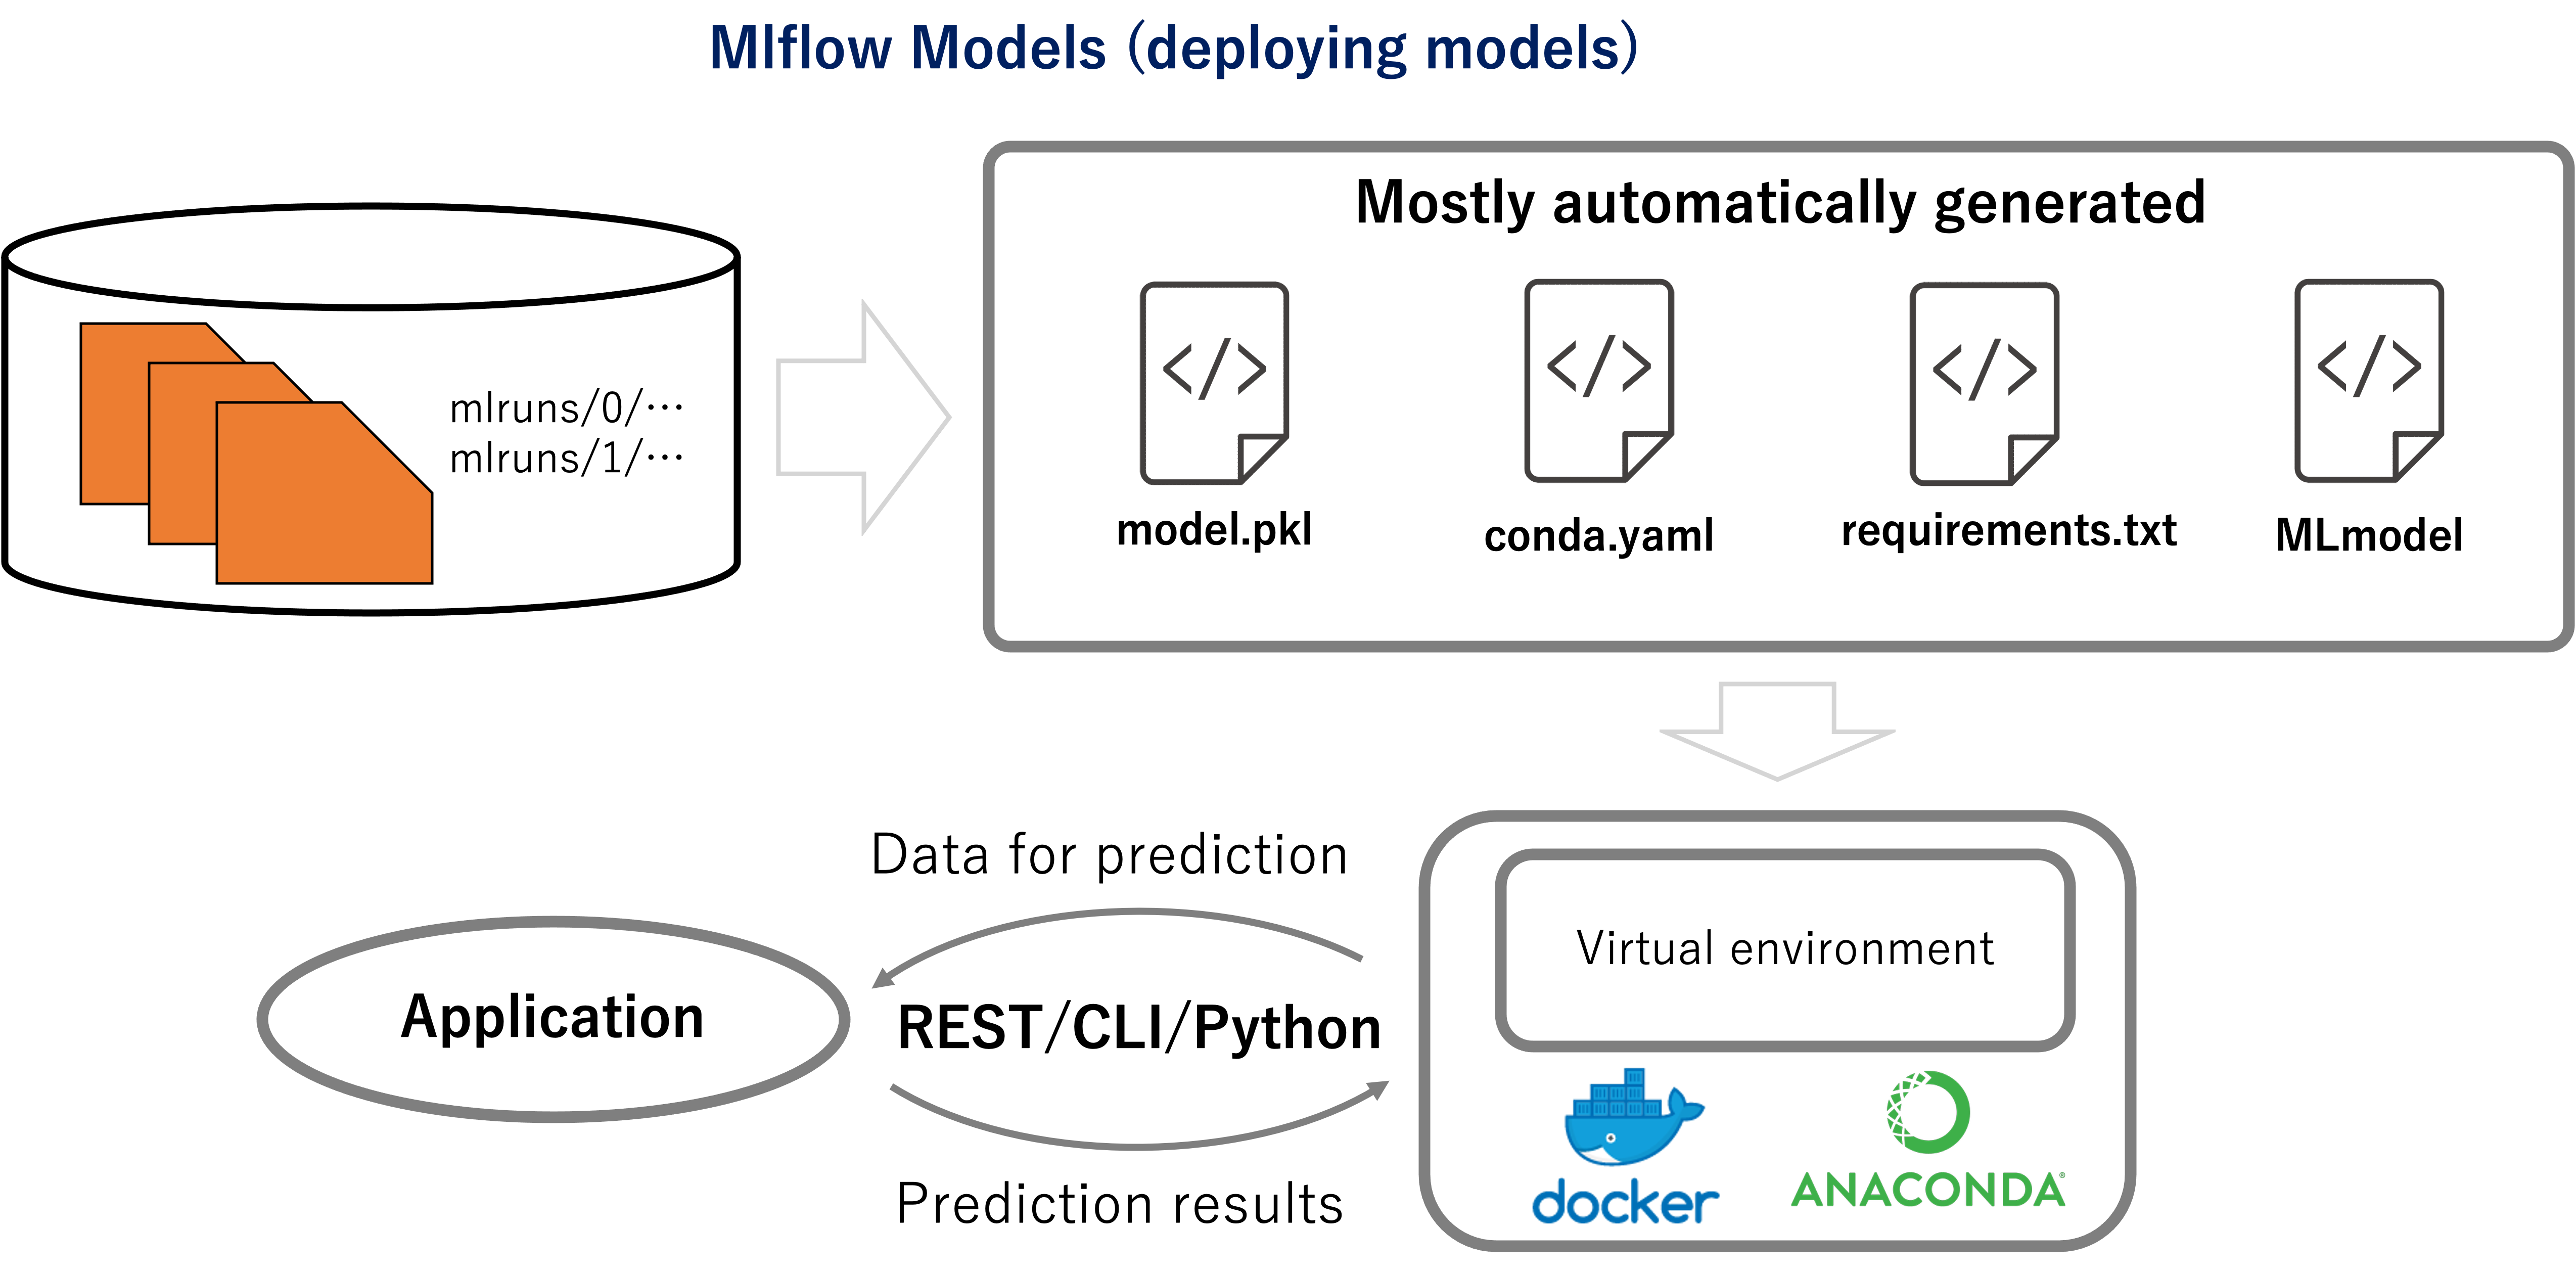 Mlflow Models (deploying models)
Mostly automatically generated
mlruns/0/…
mlruns/1/…
</>
</>
</>
</>
model.pkl
conda.yaml
requirements.txt
MLmodel
Data for prediction
Virtual environment
Application
REST/CLI/Python
Prediction results
docker
ANACONDA®